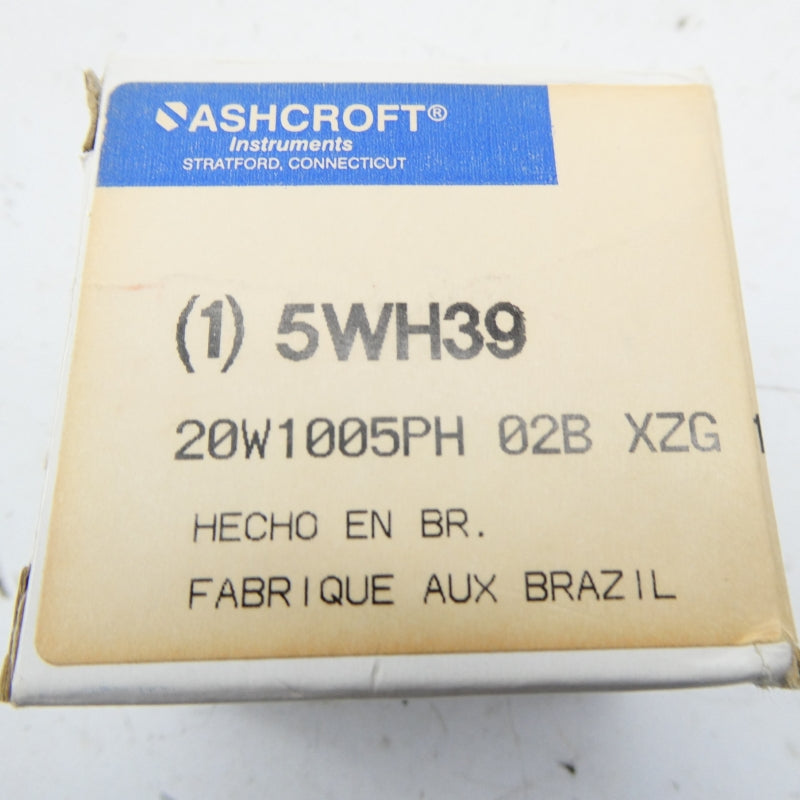 ASHCROFT®
Instruments
STRATFORD, CONNECTICUT
(1) 5WH39
20W1005PH 02B XZG
HECHO EN BR.
FABRIQUE AUX BRAZIL